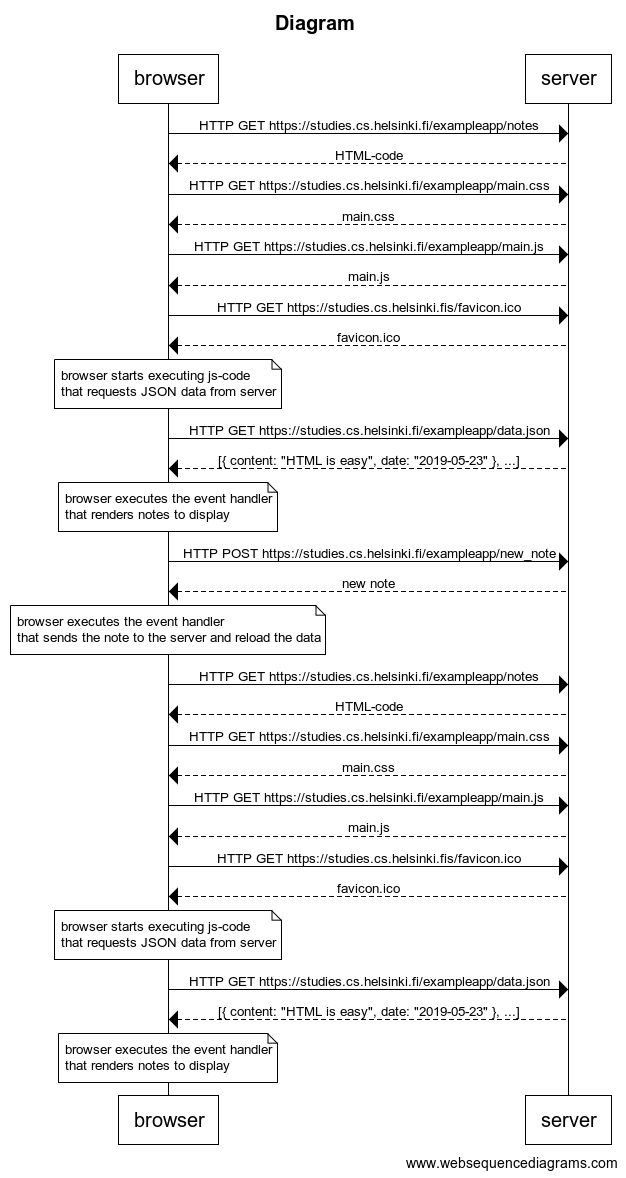 Diagram
browser
server
HTTP GET https://studies.cs.helsinki.fi/exampleapp/notes
HTML-code
HTTP GET https://studies.cs.helsinki.fi/exampleapp/main.css
main.css
HTTP GET https://studies.cs.helsinki.fi/exampleapp/main.js
main.js
HTTP GET https://studies.cs.helsinki.fis/favicon.ico
favicon.ico
browser starts executing js-code
that requests JSON data from server
HTTP GET https://studies.cs.helsinki.fi/exampleapp/data.json
[{ content: "HTML is easy", date: "2019-05-23" }, ...]
browser executes the event handler
that renders notes to display
HTTP POST https://studies.cs.helsinki.fi/exampleapp/new_note
new note
browser executes the event handler
that sends the note to the server and reload the data
HTTP GET https://studies.cs.helsinki.fi/exampleapp/notes
HTML-code
HTTP GET https://studies.cs.helsinki.fi/exampleapp/main.css
main.css
HTTP GET https://studies.cs.helsinki.fi/exampleapp/main.js
main.js
HTTP GET https://studies.cs.helsinki.fis/favicon.ico
favicon.ico
browser starts executing js-code
that requests JSON data from server
HTTP GET https://studies.cs.helsinki.fi/exampleapp/data.json
[{ content: "HTML is easy", date: "2019-05-23" }, ...]
browser executes the event handler
that renders notes to display
browser
server
www.websequencediagrams.com